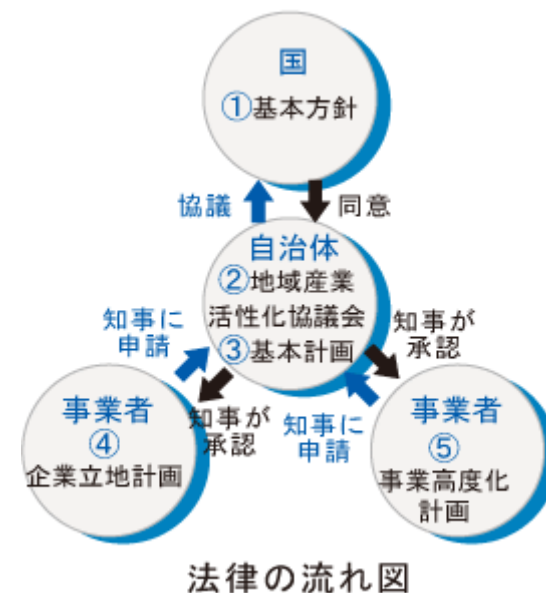 国
①基本方針
協議
同意
自治体
②地域産業
活性化協議会
③基本計画
知事に
申請
知事が
承認
知事が
承認
知事に
申請
事業者
④
企業立地計画
事業者
⑤
事業高度化
計画
法律の流れ図